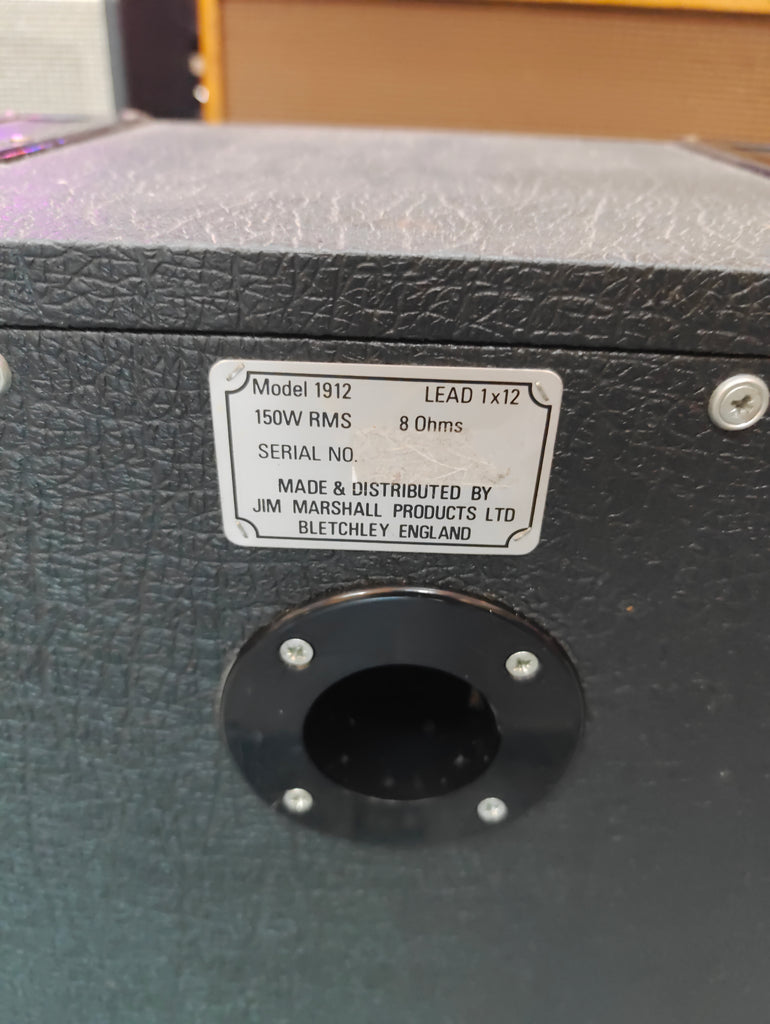 Model 1912 LEAD 1x12
150W RMS 8 Ohms
SERIAL NO.
MADE & DISTRIBUTED BY
JIM MARSHALL PRODUCTS LTD
BLETCHLEY ENGLAND